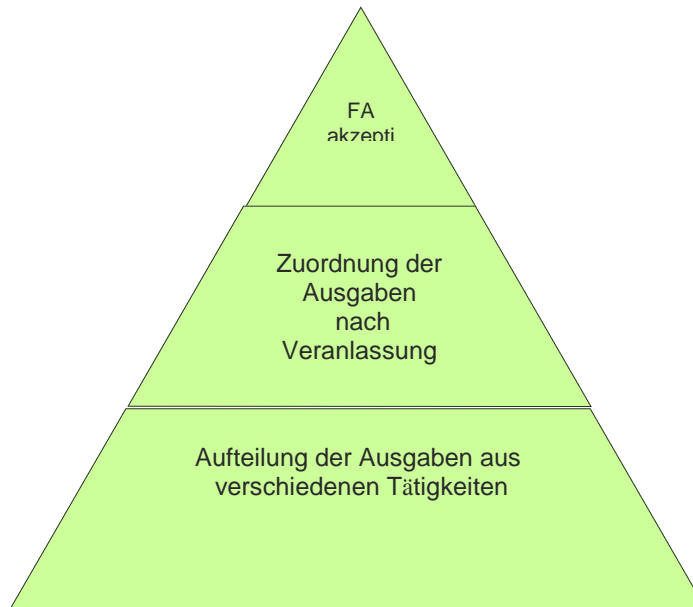 FA
akzepti
Zuordnung der
Ausgaben
nach
Veranlassung
Aufteilung der Ausgaben aus
verschiedenen Tätigkeiten